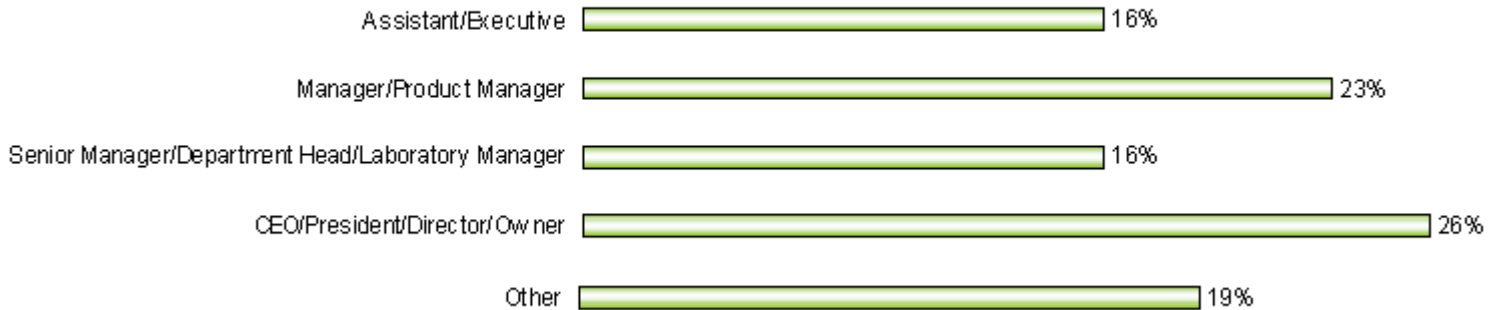 Assistant/Executive 16%
Manager/Product Manager 23%
Senior Manager/Department Head/Laboratory Manager 16%
CEO/President/Director/Owner 26%
Other 19%